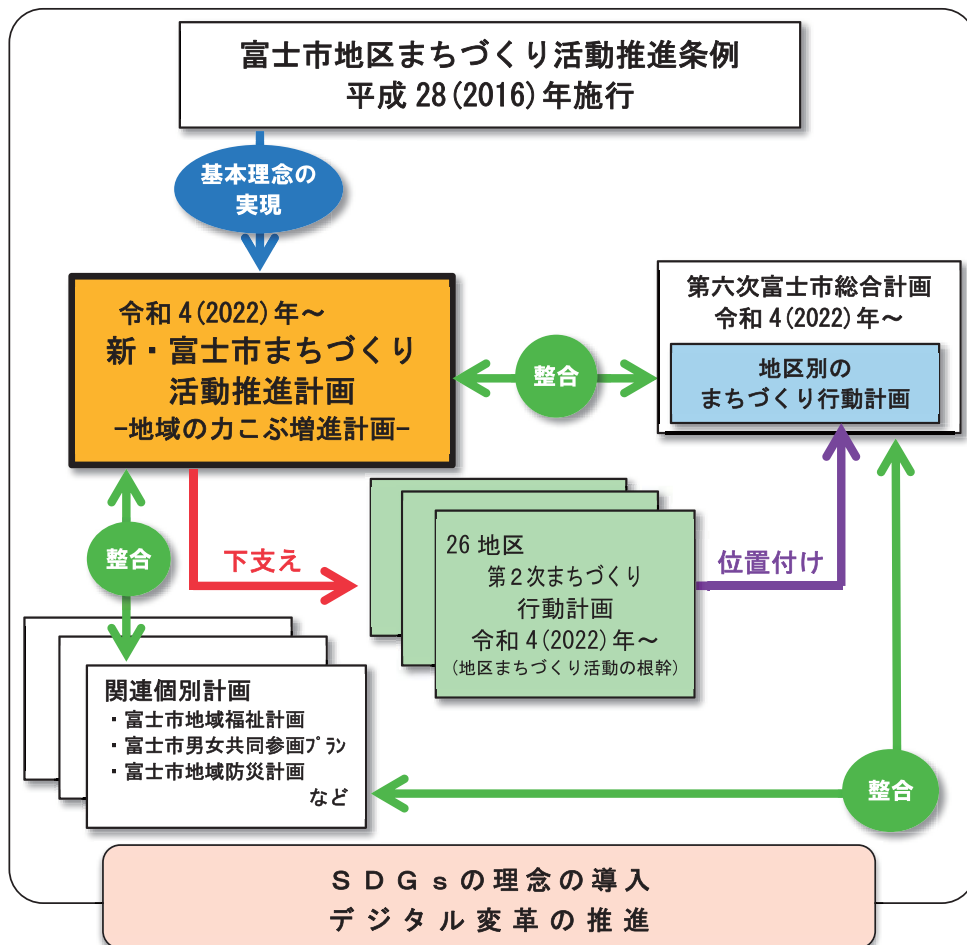 富士市地区まちづくり活動推進条例
平成28(2016)年施行
基本理念の
実現
令和4(2022)年～
新・富士市まちづくり
活動推進計画
-地域の力こぶ増進計画-
整合
第六次富士市総合計画
令和4(2022)年～
地区別の
まちづくり行動計画
整合
下支え
26地区
第2次まちづくり
行動計画
令和4(2022)年～
(地区まちづくり活動の根幹)
位置付け
関連個別計画
・富士市地域福祉計画
・富士市男女共同参画ﾌﾟﾗﾝ
・富士市地域防災計画
など
整合
ＳＤＧｓの理念の導入
デジタル変革の推進